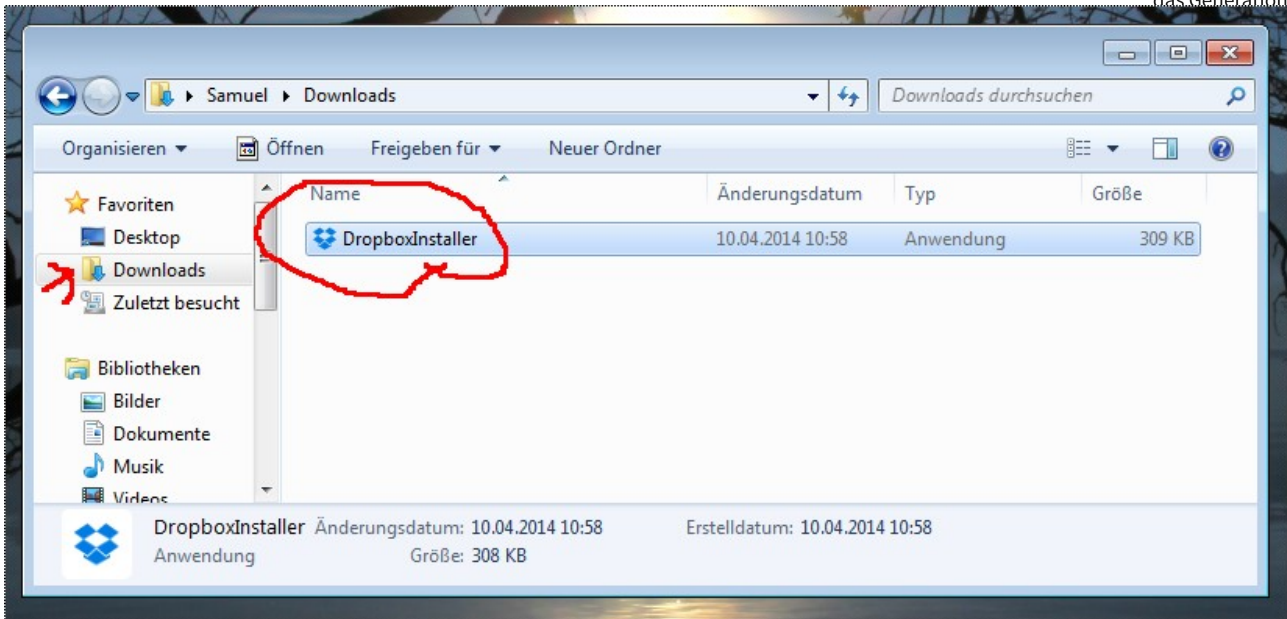 das Generation
Samuel Downloads Downloads durchsuchen
Organisieren Öffnen Freigeben für Neuer Ordner
Favoriten
Desktop
Downloads
Zuletzt besucht
Bibliotheken
Bilder
Dokumente
Musik
Videos
Name Änderungsdatum Typ Größe
DropboxInstaller 10.04.2014 10:58 Anwendung 309 KB
DropboxInstaller Änderungsdatum: 10.04.2014 10:58 Erstelldatum: 10.04.2014 10:58
Anwendung Größe: 308 KB